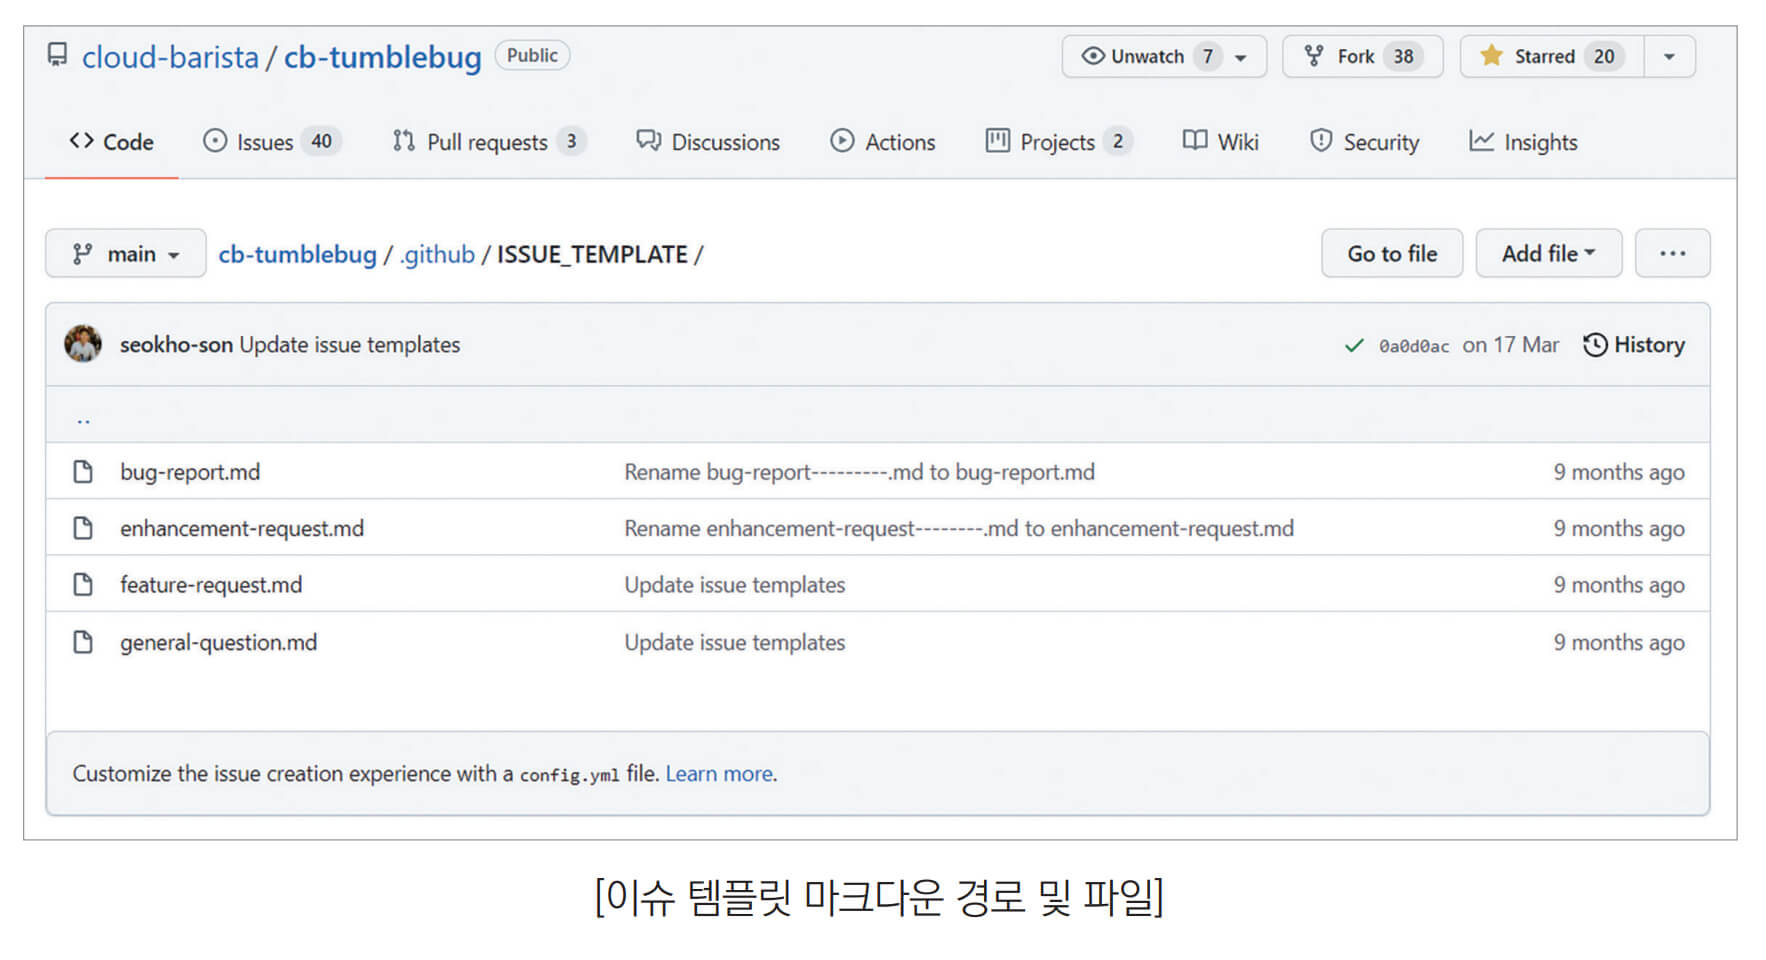 cloud-barista / cb-tumblebug Public Unwatch 7 Fork 38 Starred 20
Code Issues 40 Pull requests 3 Discussions Actions Projects 2 Wiki Security Insights
main cb-tumblebug / .github / ISSUE_TEMPLATE / Go to file Add file ...
seokho-son Update issue templates 0a0d0ac on 17 Mar History
..
bug-report.md Rename bug-report---------.md to bug-report.md 9 months ago
enhancement-request.md Rename enhancement-request--------.md to enhancement-request.md 9 months ago
feature-request.md Update issue templates 9 months ago
general-question.md Update issue templates 9 months ago
Customize the issue creation experience with a config.yml file. Learn more.
[이슈 템플릿 마크다운 경로 및 파일]